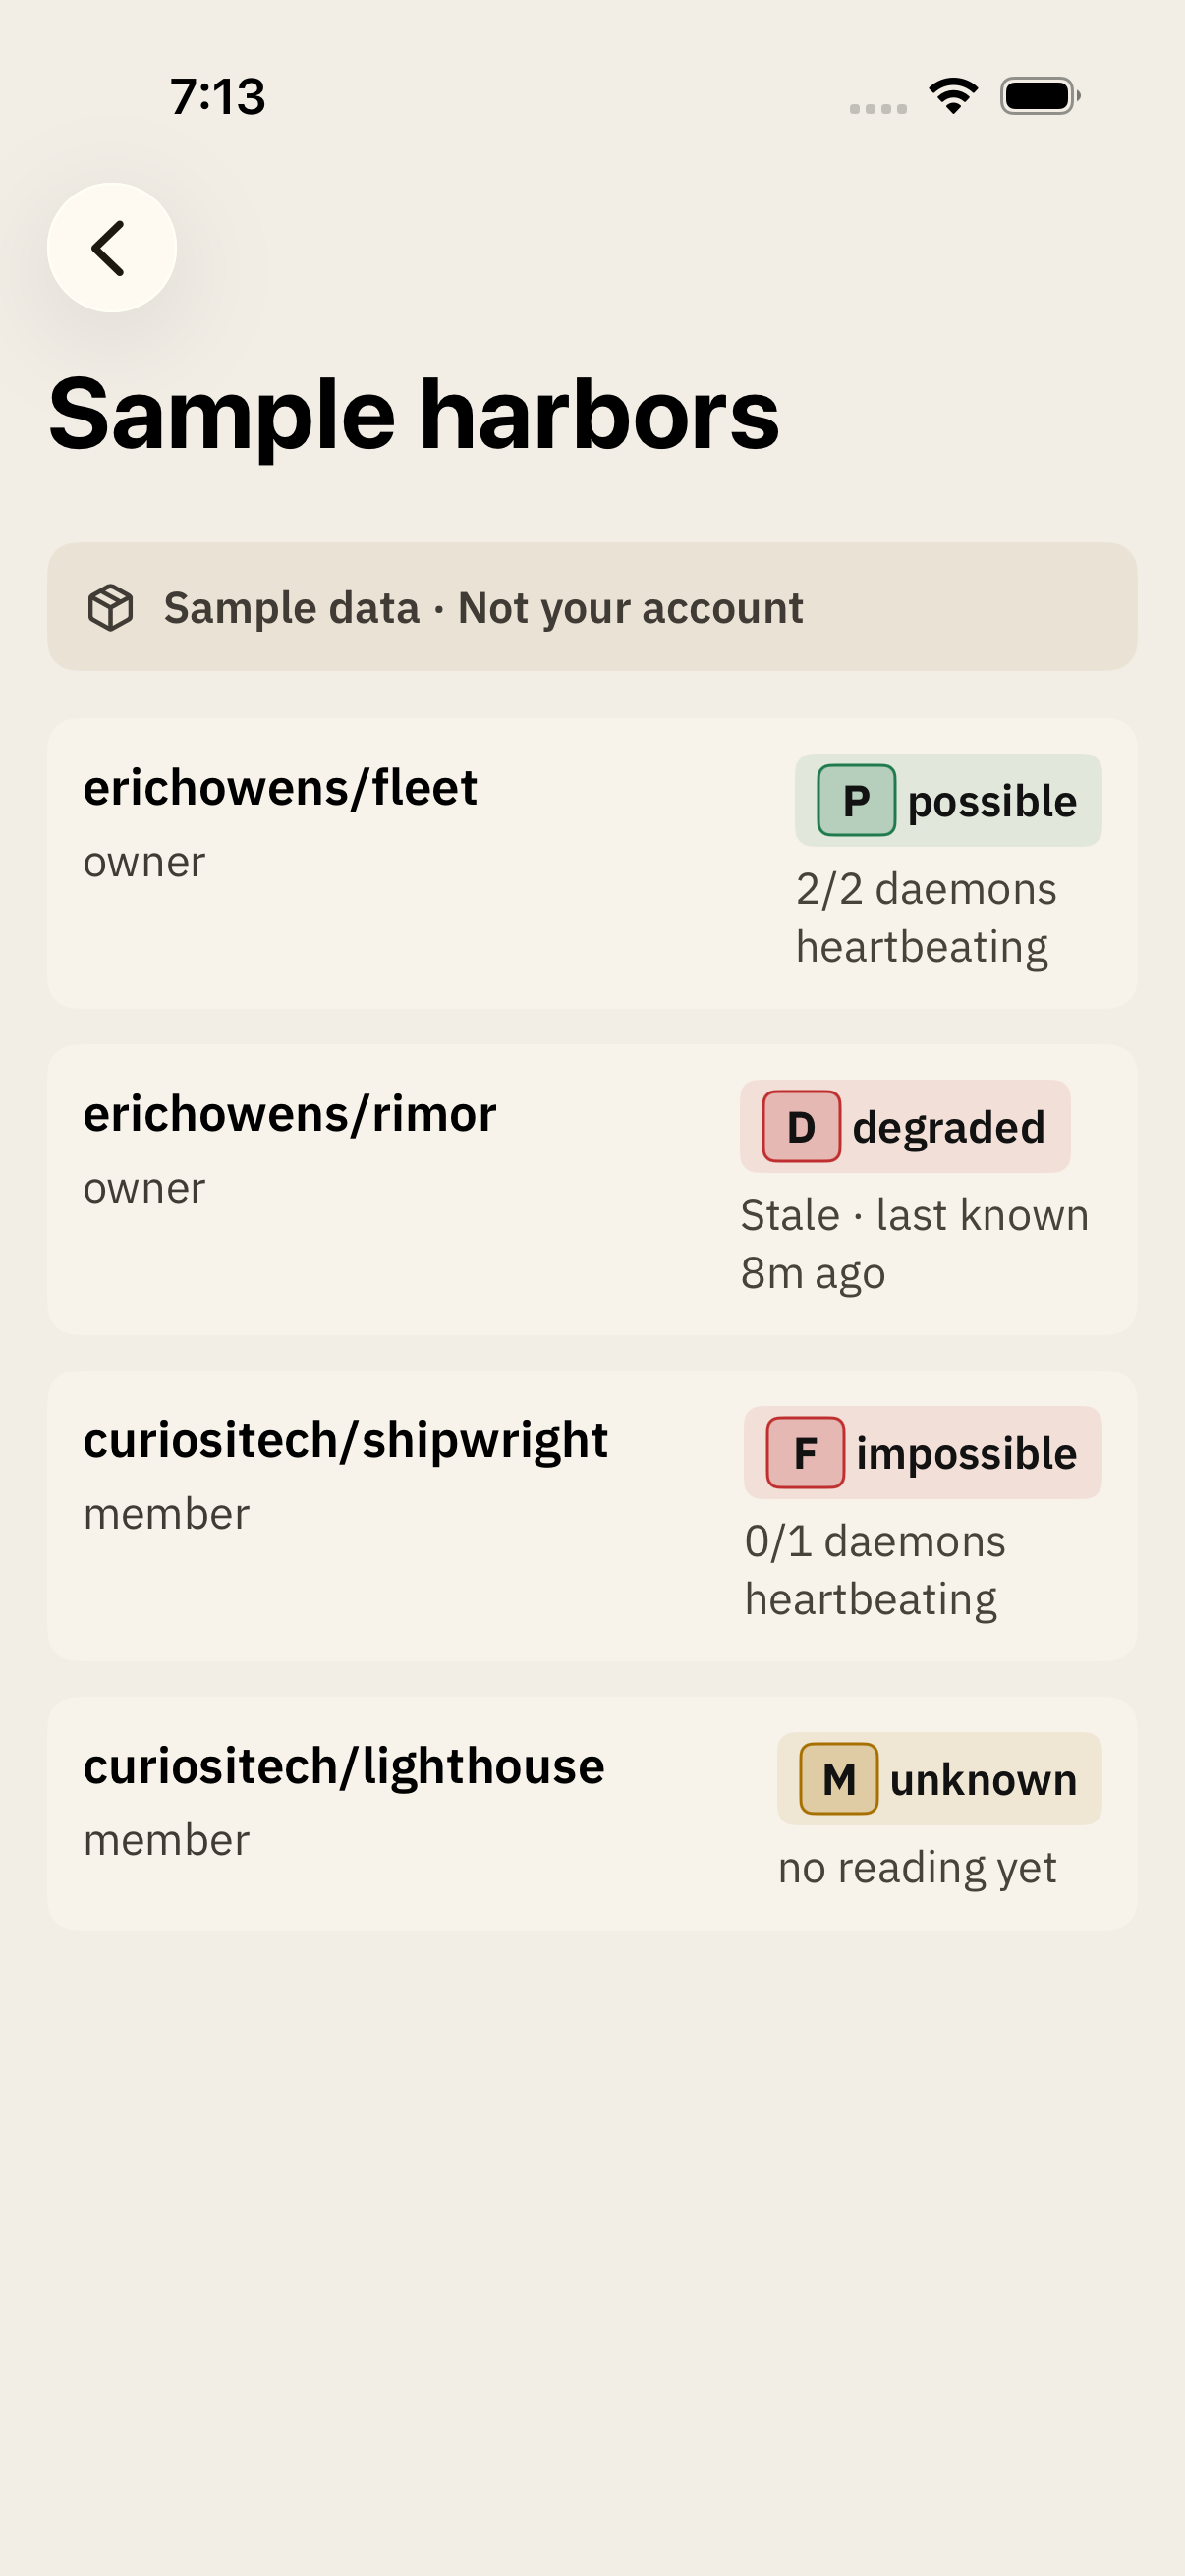 7:13
Sample harbors
Sample data · Not your account
erichowens/fleet
owner
P possible
2/2 daemons
heartbeating
erichowens/rimor
owner
D degraded
Stale · last known
8m ago
curiositech/shipwright
member
F impossible
0/1 daemons
heartbeating
curiositech/lighthouse
member
M unknown
no reading yet